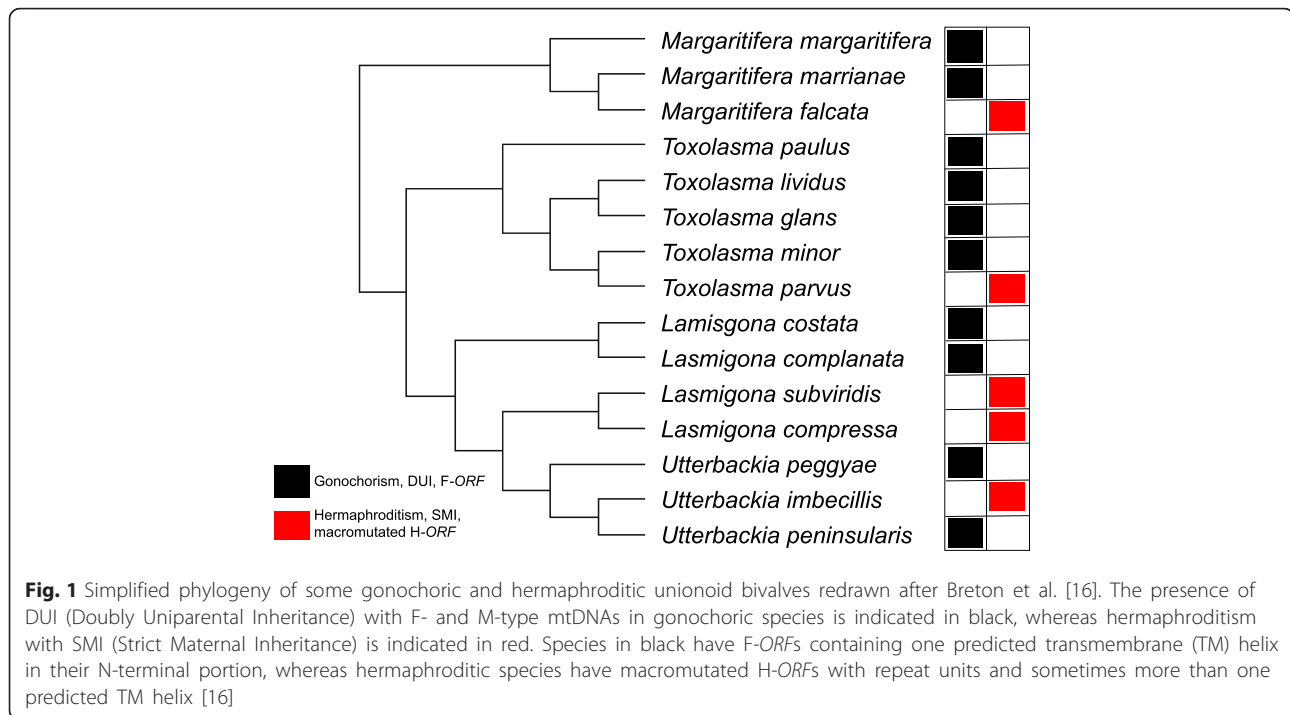 Margaritifera margaritifera
Margaritifera marrianae
Margaritifera falcata
Toxolasma paulus
Toxolasma lividus
Toxolasma glans
Toxolasma minor
Toxolasma parvus
Lamisgona costata
Lasmigona complanata
Lasmigona subviridis
Lasmigona compressa
Utterbackia peggyae
Utterbackia imbecillis
Utterbackia peninsularis
Gonochorism, DUI, F-ORF
Hermaphroditism, SMI,
macromutated H-ORF
Fig. 1 Simplified phylogeny of some gonochoric and hermaphroditic unionoid bivalves redrawn after Breton et al. [16]. The presence of
DUI (Doubly Uniparental Inheritance) with F- and M-type mtDNAs in gonochoric species is indicated in black, whereas hermaphroditism
with SMI (Strict Maternal Inheritance) is indicated in red. Species in black have F-ORFs containing one predicted transmembrane (TM) helix
in their N-terminal portion, whereas hermaphroditic species have macromutated H-ORFs with repeat units and sometimes more than one
predicted TM helix [16]